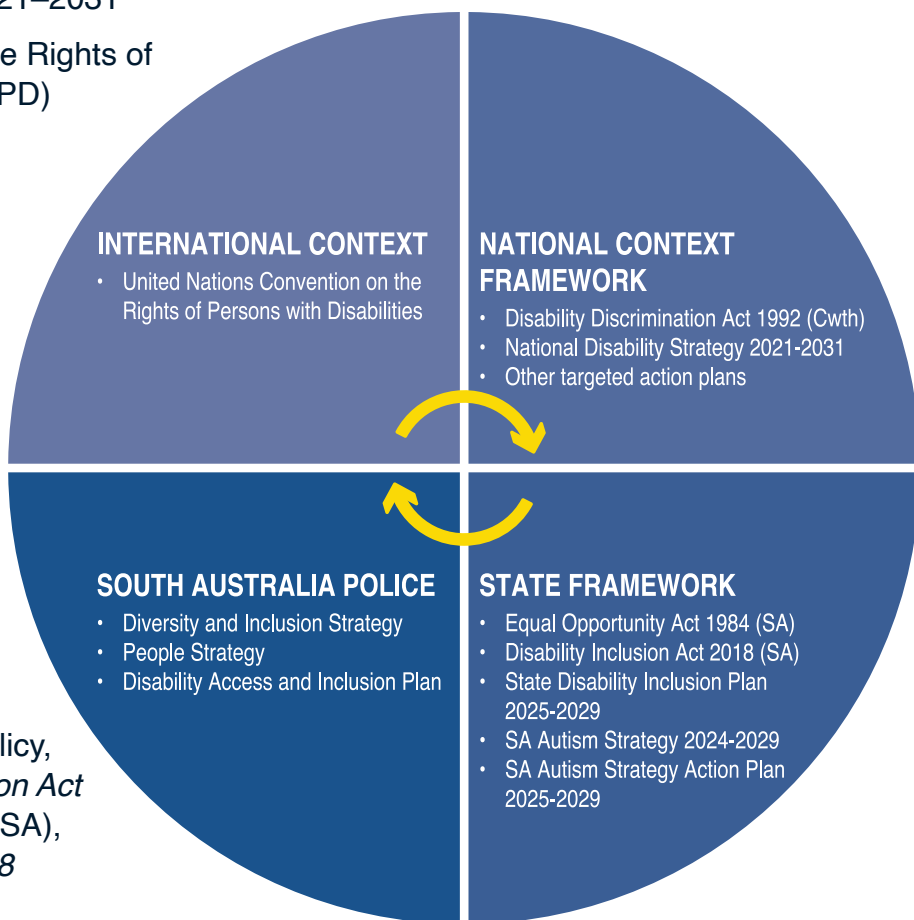 21–2031
e Rights of
PD)
INTERNATIONAL CONTEXT
• United Nations Convention on the
Rights of Persons with Disabilities
NATIONAL CONTEXT
FRAMEWORK
• Disability Discrimination Act 1992 (Cwth)
• National Disability Strategy 2021-2031
• Other targeted action plans
SOUTH AUSTRALIA POLICE
• Diversity and Inclusion Strategy
• People Strategy
• Disability Access and Inclusion Plan
STATE FRAMEWORK
• Equal Opportunity Act 1984 (SA)
• Disability Inclusion Act 2018 (SA)
• State Disability Inclusion Plan
2025-2029
• SA Autism Strategy 2024-2029
• SA Autism Strategy Action Plan
2025-2029
licy,
on Act
SA),
8